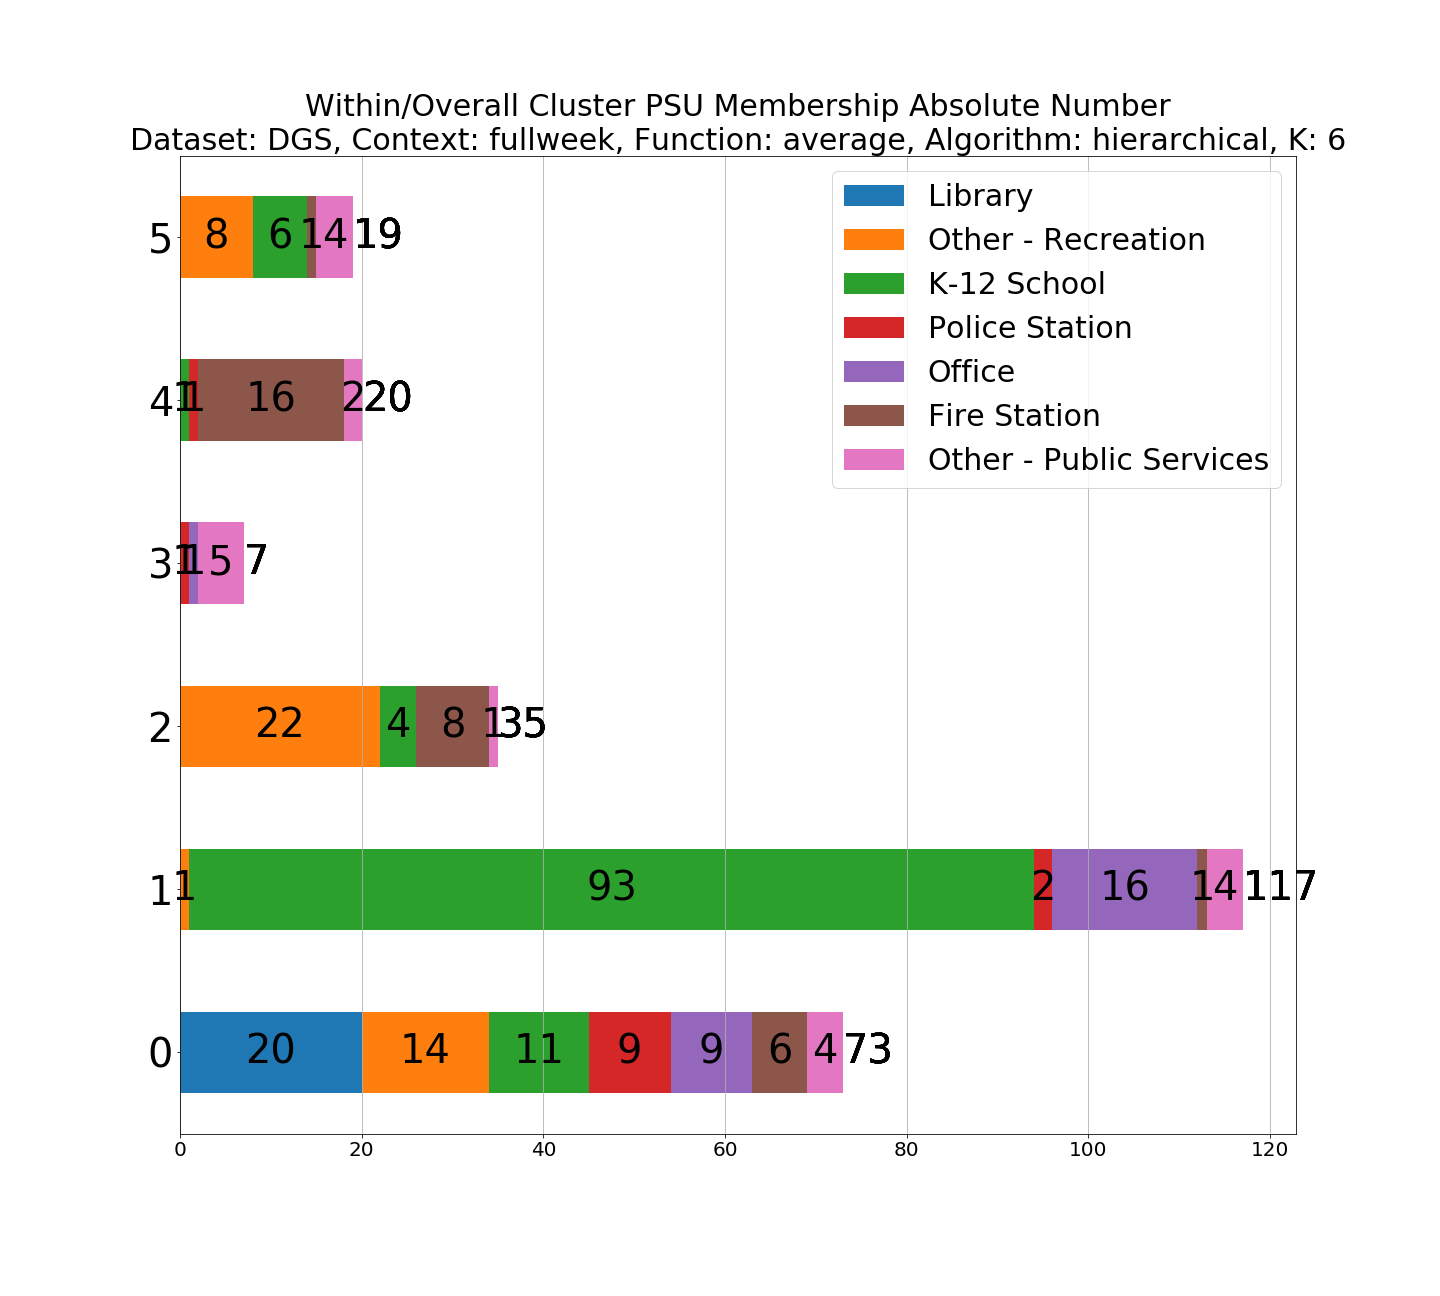 Within/Overall Cluster PSU Membership Absolute Number
Dataset: DGS, Context: fullweek, Function: average, Algorithm: hierarchical, K: 6
Library
Other - Recreation
K-12 School
Police Station
Office
Fire Station
Other - Public Services
5 8 6 1 4 19
4 1 1 16 2 20
3 1 1 5 7
2 22 4 8 1 35
1 1 93 2 16 1 4 117
0 20 14 11 9 9 6 4 73
0 20 40 60 80 100 120